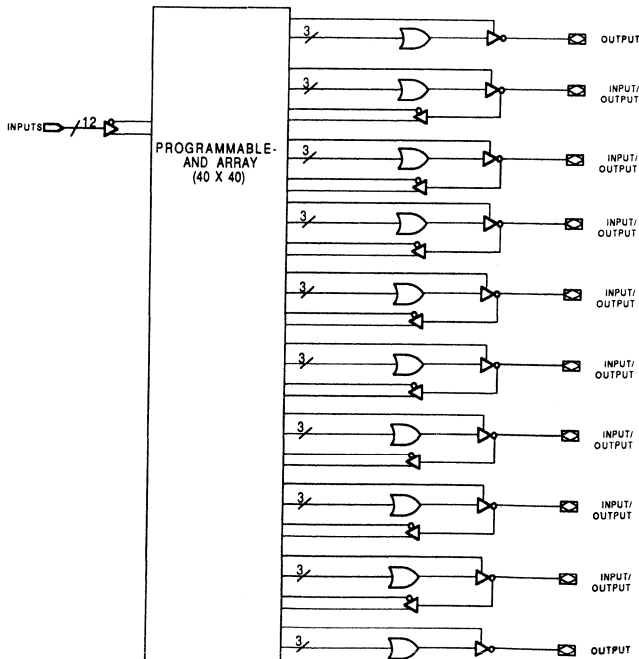 3
OUTPUT
3
INPUT/
OUTPUT
INPUTS
12
PROGRAMMABLE-
AND ARRAY
(40 X 40)
3
INPUT/
OUTPUT
3
INPUT/
OUTPUT
3
INPUT/
OUTPUT
3
INPUT/
OUTPUT
3
INPUT/
OUTPUT
3
INPUT/
OUTPUT
3
INPUT/
OUTPUT
3
OUTPUT